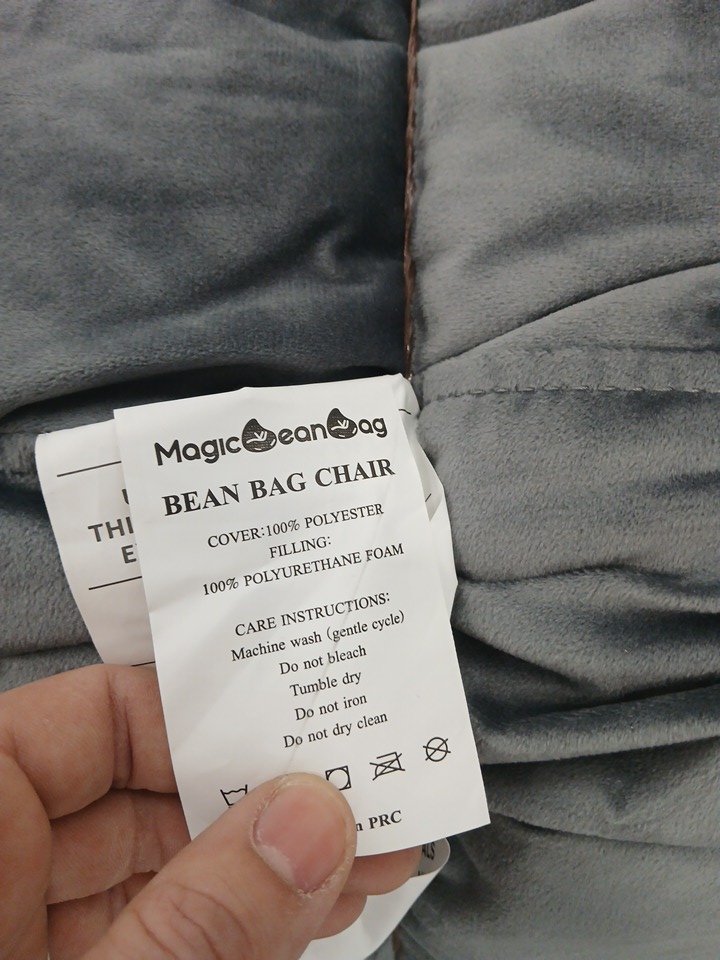 MagicBeanBag
BEAN BAG CHAIR
COVER:100% POLYESTER
FILLING:
100% POLYURETHANE FOAM
CARE INSTRUCTIONS:
Machine wash (gentle cycle)
Do not bleach
Tumble dry
Do not iron
Do not dry clean
PRC